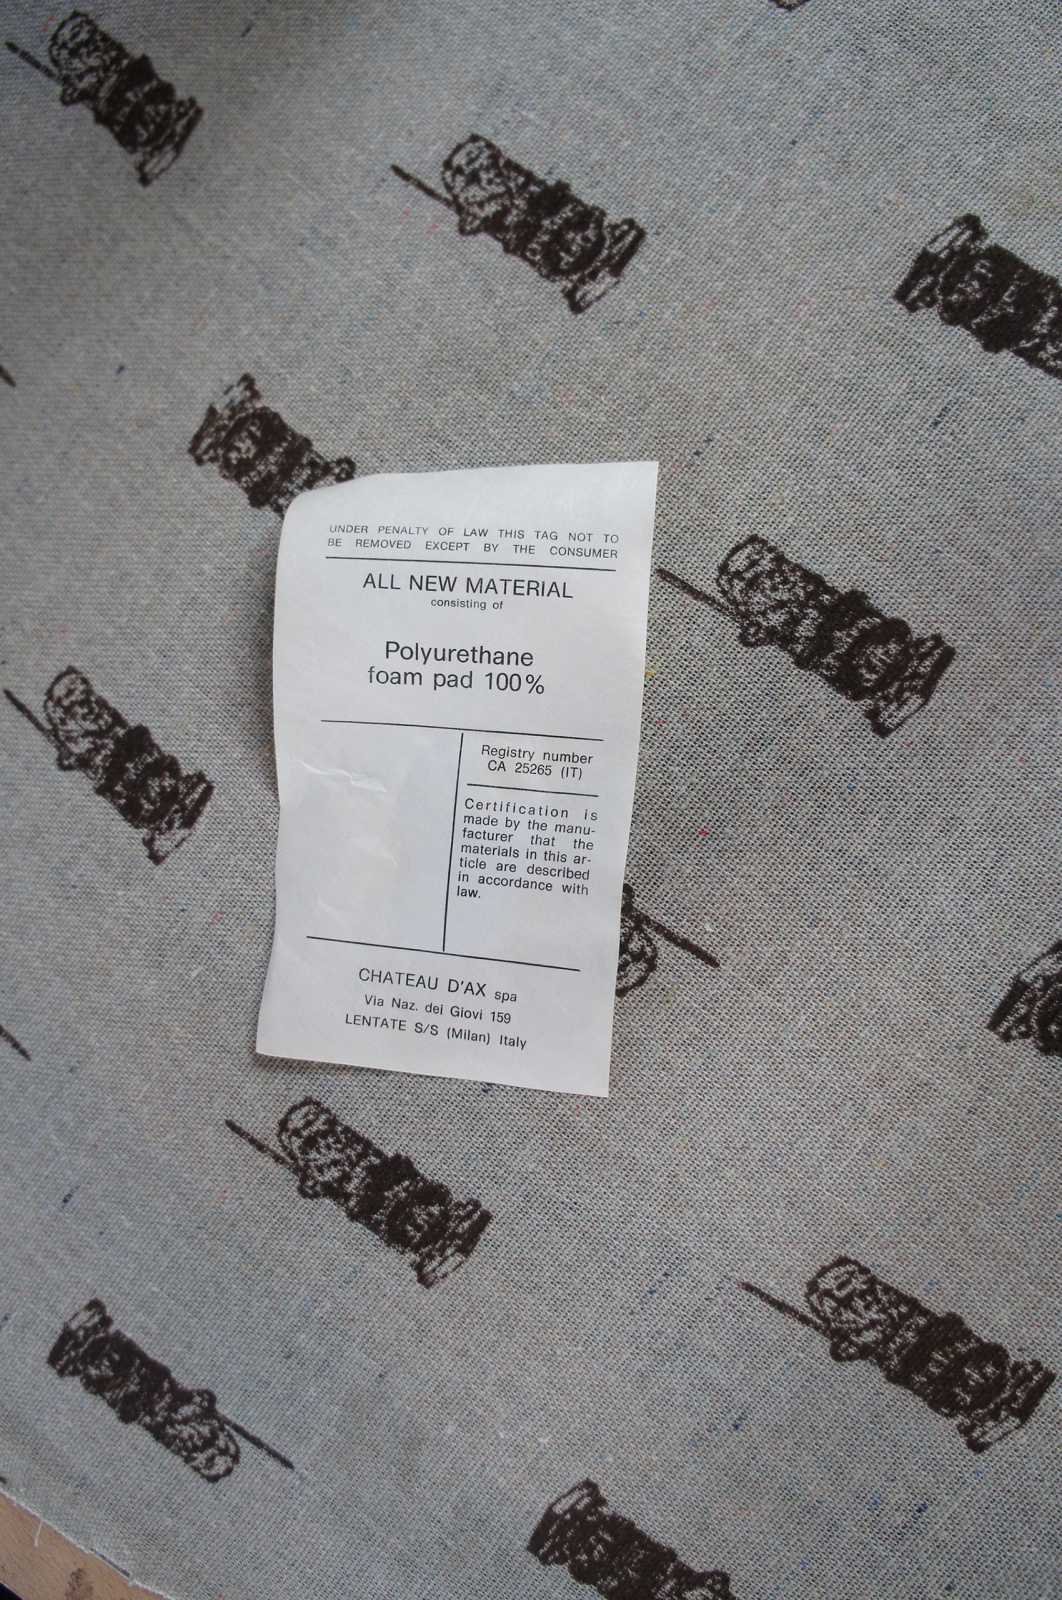 UNDER PENALTY OF LAW THIS TAG NOT TO
BE REMOVED EXCEPT BY THE CONSUMER
ALL NEW MATERIAL
consisting of
Polyurethane
foam pad 100%
Registry number
CA 25265 (IT)
Certification is
made by the manu-
facturer that the
materials in this ar-
ticle are described
in accordance with
law.
CHATEAU D'AX spa
Via Naz. dei Giovi 159
LENTATE S/S (Milan) Italy